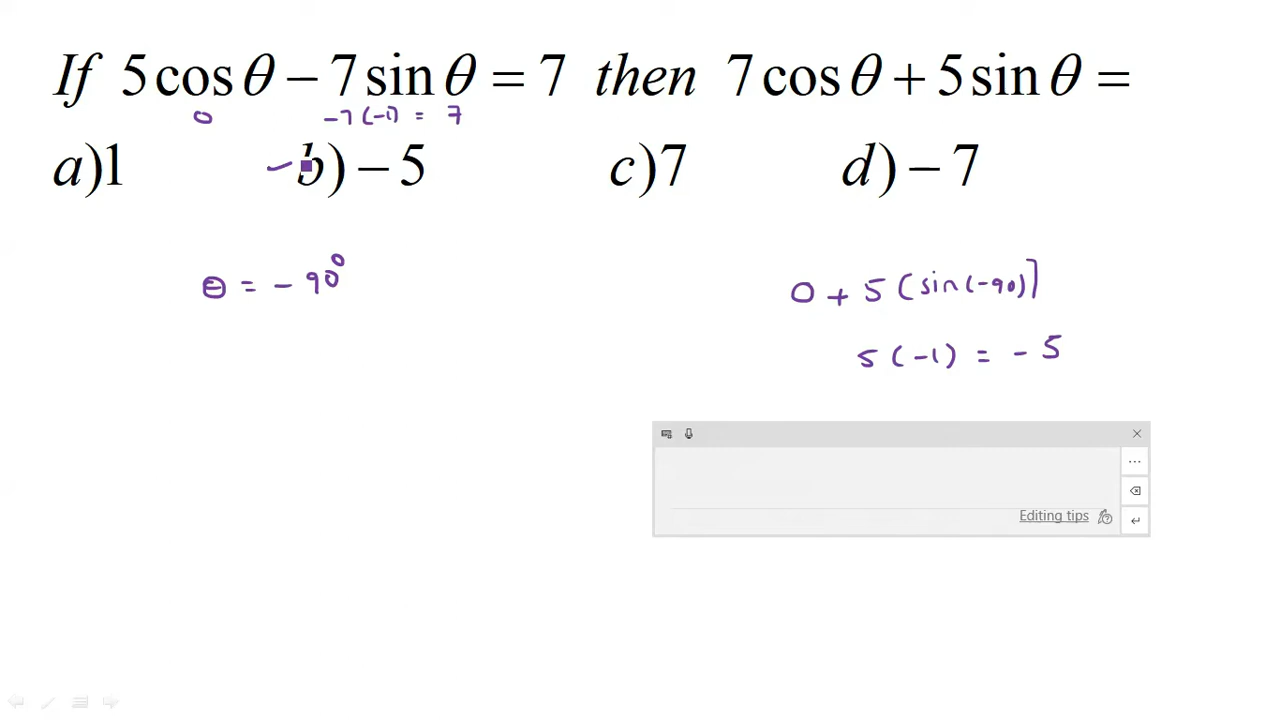 If 5cosθ − 7sinθ = 7 then 7cosθ + 5sinθ =
0 −7(−1) = 7
a)1 b)−5 c)7 d)−7
θ = −90⁰
0 + 5(sin(−90)]
5(−1) = −5
Editing tips